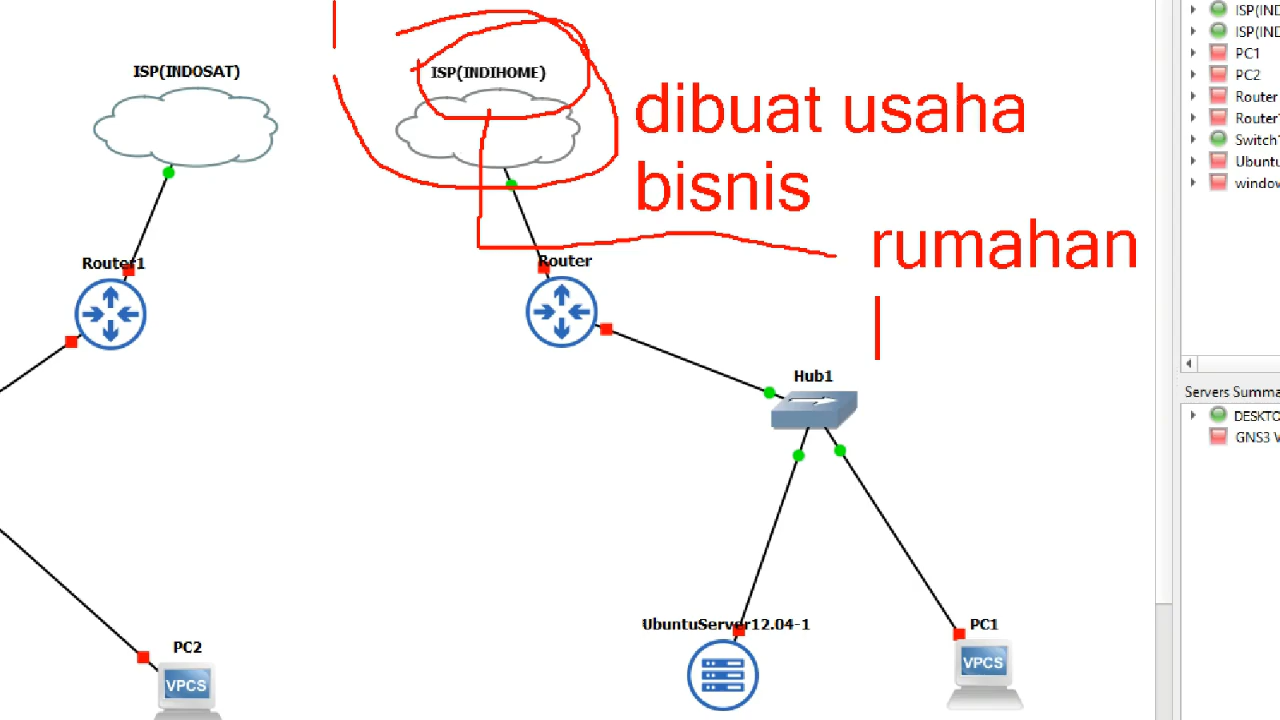 ISP(INDOSAT)
ISP(INDIHOME)
dibuat usaha
bisnis
rumahan
Router1
Router
Hub1
UbuntuServer12.04-1
PC1
VPCS
PC2
VPCS
ISP(IND
ISP(IND
PC1
PC2
Router
Router
Switch
Ubuntu
window
Servers Summa
DESKTO
GNS3 V